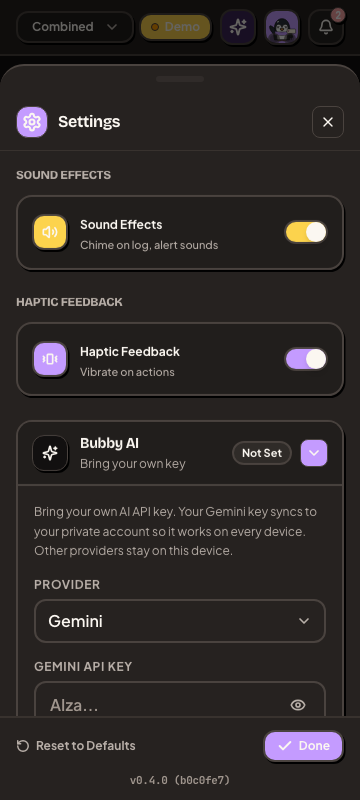 Combined
Demo
2
Settings
SOUND EFFECTS
Sound Effects
Chime on log, alert sounds
HAPTIC FEEDBACK
Haptic Feedback
Vibrate on actions
Bubby AI
Bring your own key
Not Set
Bring your own AI API key. Your Gemini key syncs to
your private account so it works on every device.
Other providers stay on this device.
PROVIDER
Gemini
GEMINI API KEY
AIza...
Reset to Defaults
Done
v0.4.0 (b0c0fe7)